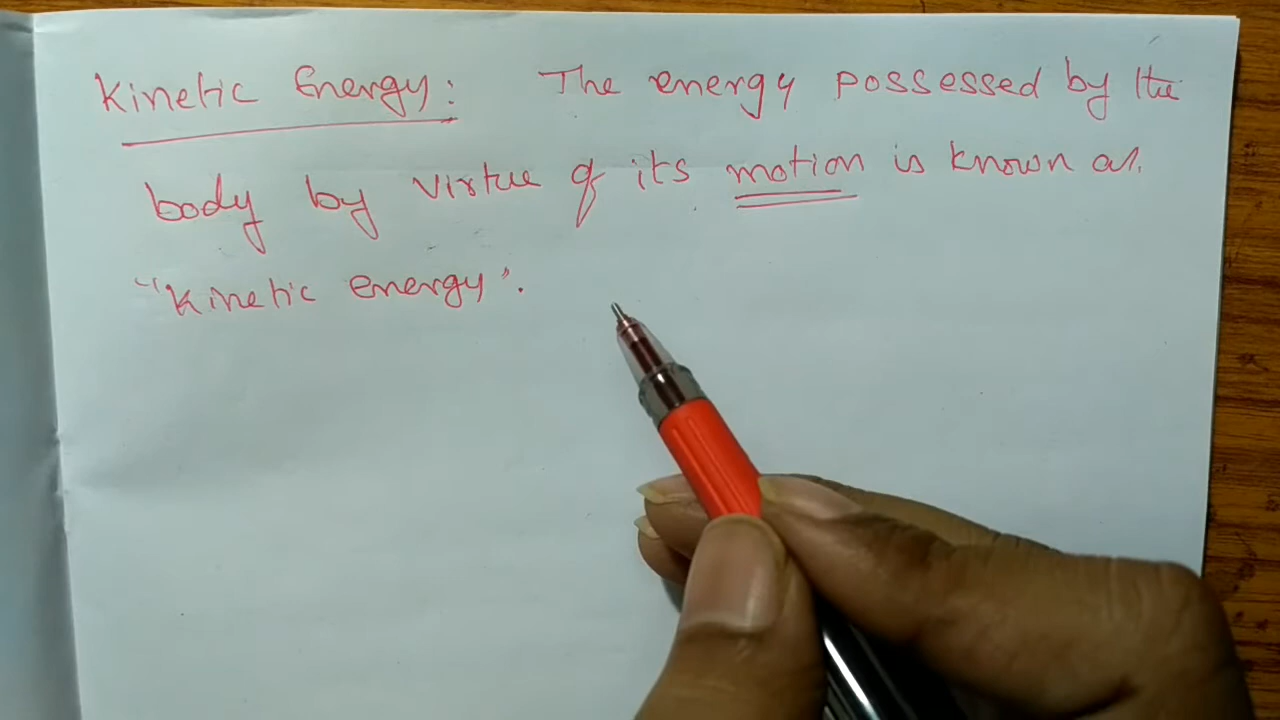 Kinetic Energy: The energy possessed by the
body by virtue of its motion is known as
"Kinetic energy".